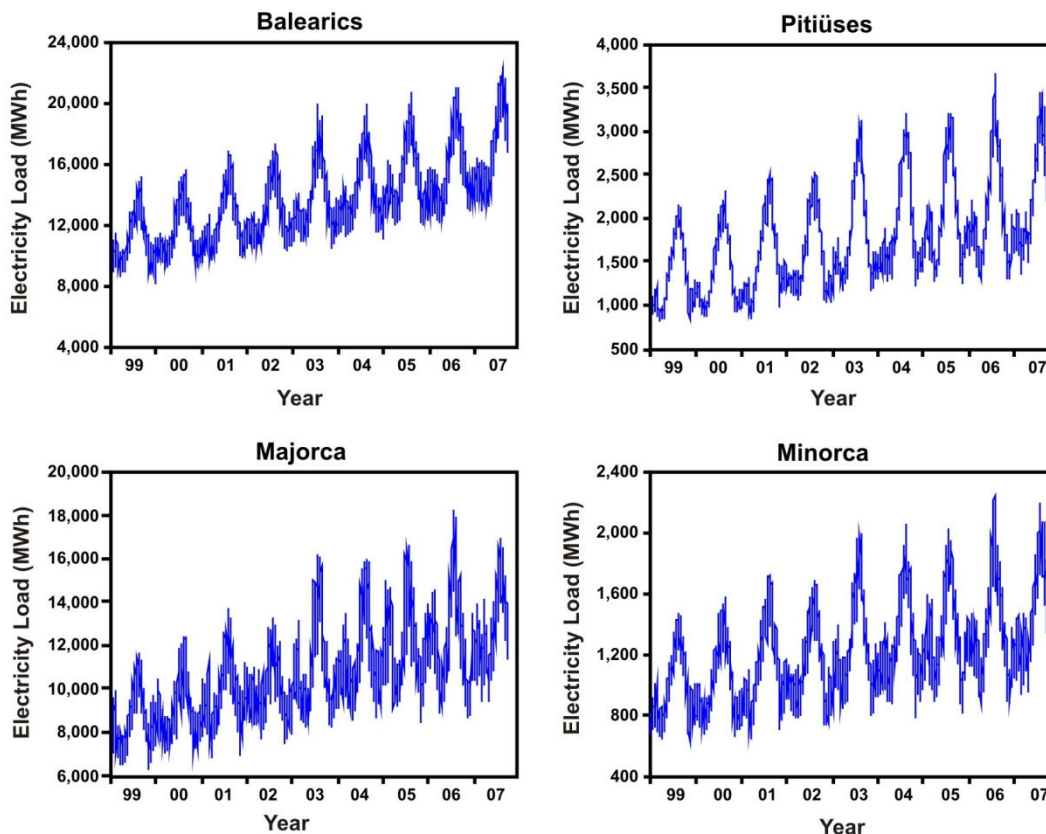 Balearics
Electricity Load (MWh)
24,000
20,000
16,000
12,000
8,000
4,000
99 00 01 02 03 04 05 06 07
Year
Pitiüses
Electricity Load (MWh)
4,000
3,500
3,000
2,500
2,000
1,500
1,000
500
99 00 01 02 03 04 05 06 07
Year
Majorca
Electricity Load (MWh)
20,000
18,000
16,000
14,000
12,000
10,000
8,000
6,000
99 00 01 02 03 04 05 06 07
Year
Minorca
Electricity Load (MWh)
2,400
2,000
1,600
1,200
800
400
99 00 01 02 03 04 05 06 07
Year